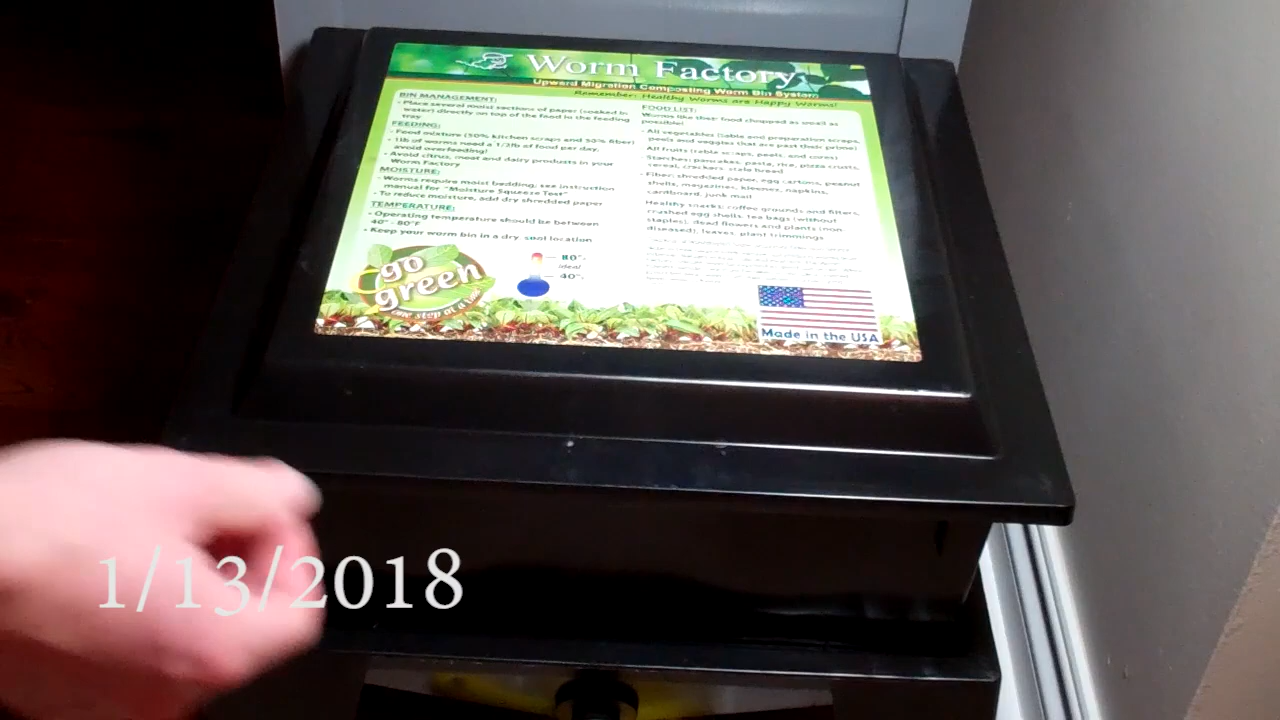 Worm Factory
Upward Migration Composting Worm Bin System
Remember: Healthy Worms are Happy Worms!
BIN MANAGEMENT:
- Place several moist sections of paper (soaked in
water) directly on top of the food in the feeding
tray
FEEDING:
- Food mixture (50% kitchen scraps and 50% fiber)
- 1lb of worms need a 1/2lb of food per day,
avoid overfeeding!
- Avoid citrus, meat and dairy products in your
Worm Factory
MOISTURE:
- Worms require moist bedding, see instruction
manual for "Moisture Squeeze Test"
- To reduce moisture, add dry shredded paper
TEMPERATURE:
- Operating temperature should be between
40° - 80°F
- Keep your worm bin in a dry, cool location
FOOD LIST:
Worms like their food chopped as small as
possible!
- All vegetables (table and preparation scraps,
peels and veggies that are past their prime)
- All fruits (table scraps, peels, and cores)
- Starches: pancakes, pasta, rice, pizza crusts,
cereal, crackers, stale bread
- Fiber: shredded paper, egg cartons, peanut
shells, magazines, kleenex, napkins,
cardboard, junk mail
Healthy snacks: coffee grounds and filters,
crushed egg shells, tea bags (without
staples), dead flowers and plants (non-
diseased), leaves, plant trimmings
go
green
one step at a
80°
ideal
40°
Made in the USA
1/13/2018